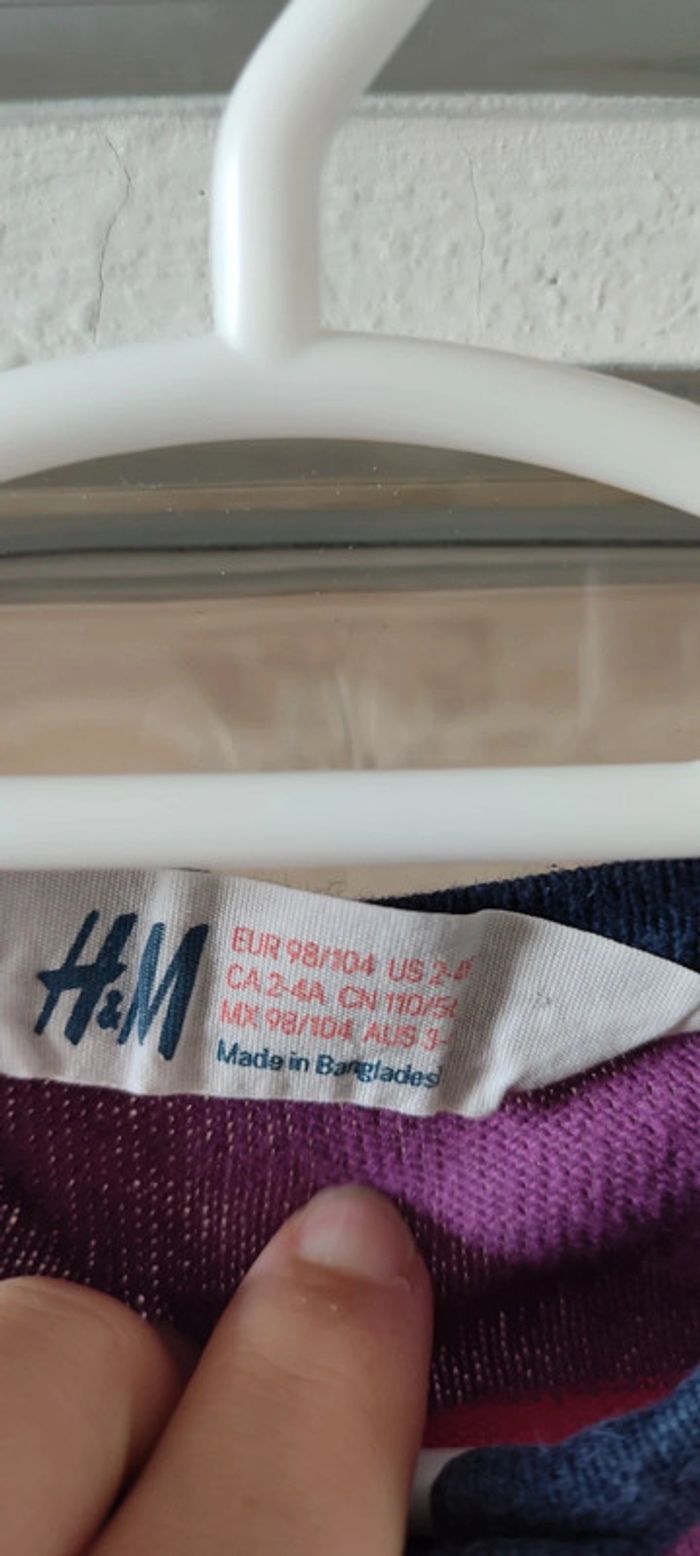 H&M
EUR 98/104 US 2-4
CA 2-4A CN 110/5
MX 98/104 AUS 3-
Made in Banglades